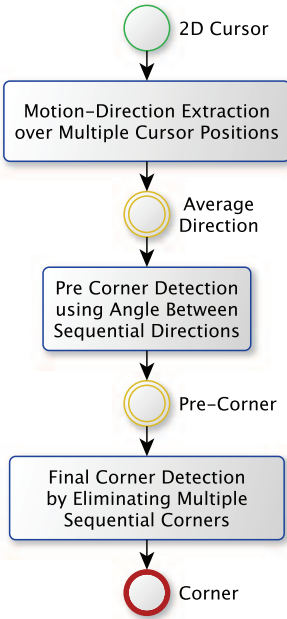 2D Cursor
Motion-Direction Extraction
over Multiple Cursor Positions
Average
Direction
Pre Corner Detection
using Angle Between
Sequential Directions
Pre-Corner
Final Corner Detection
by Eliminating Multiple
Sequential Corners
Corner